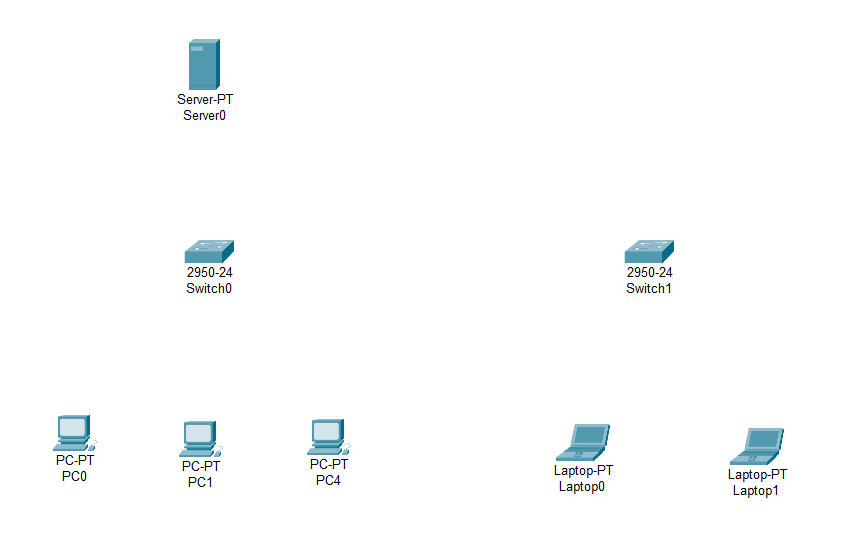 Server-PT
Server0
2950-24
Switch0
2950-24
Switch1
PC-PT
PC0
PC-PT
PC1
PC-PT
PC4
Laptop-PT
Laptop0
Laptop-PT
Laptop1